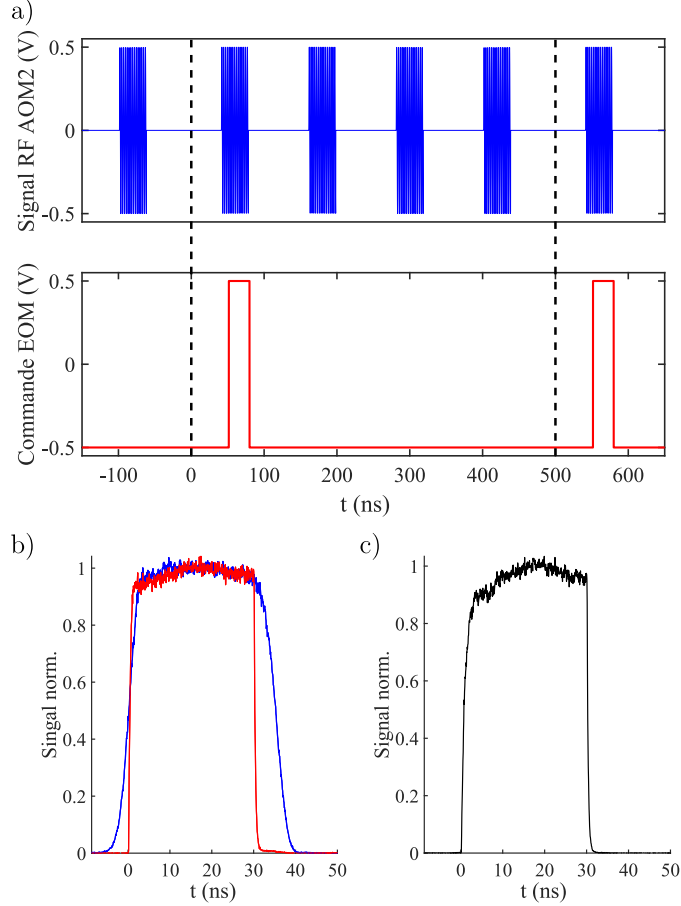 a)
Signal RF AOM2 (V)
0.5
0
-0.5
Commande EOM (V)
0.5
0
-0.5
-100 0 100 200 300 400 500 600
t (ns)
b)
Singal norm.
1
0.8
0.6
0.4
0.2
0
0 10 20 30 40 50
t (ns)
c)
Signal norm.
1
0.8
0.6
0.4
0.2
0
0 10 20 30 40 50
t (ns)